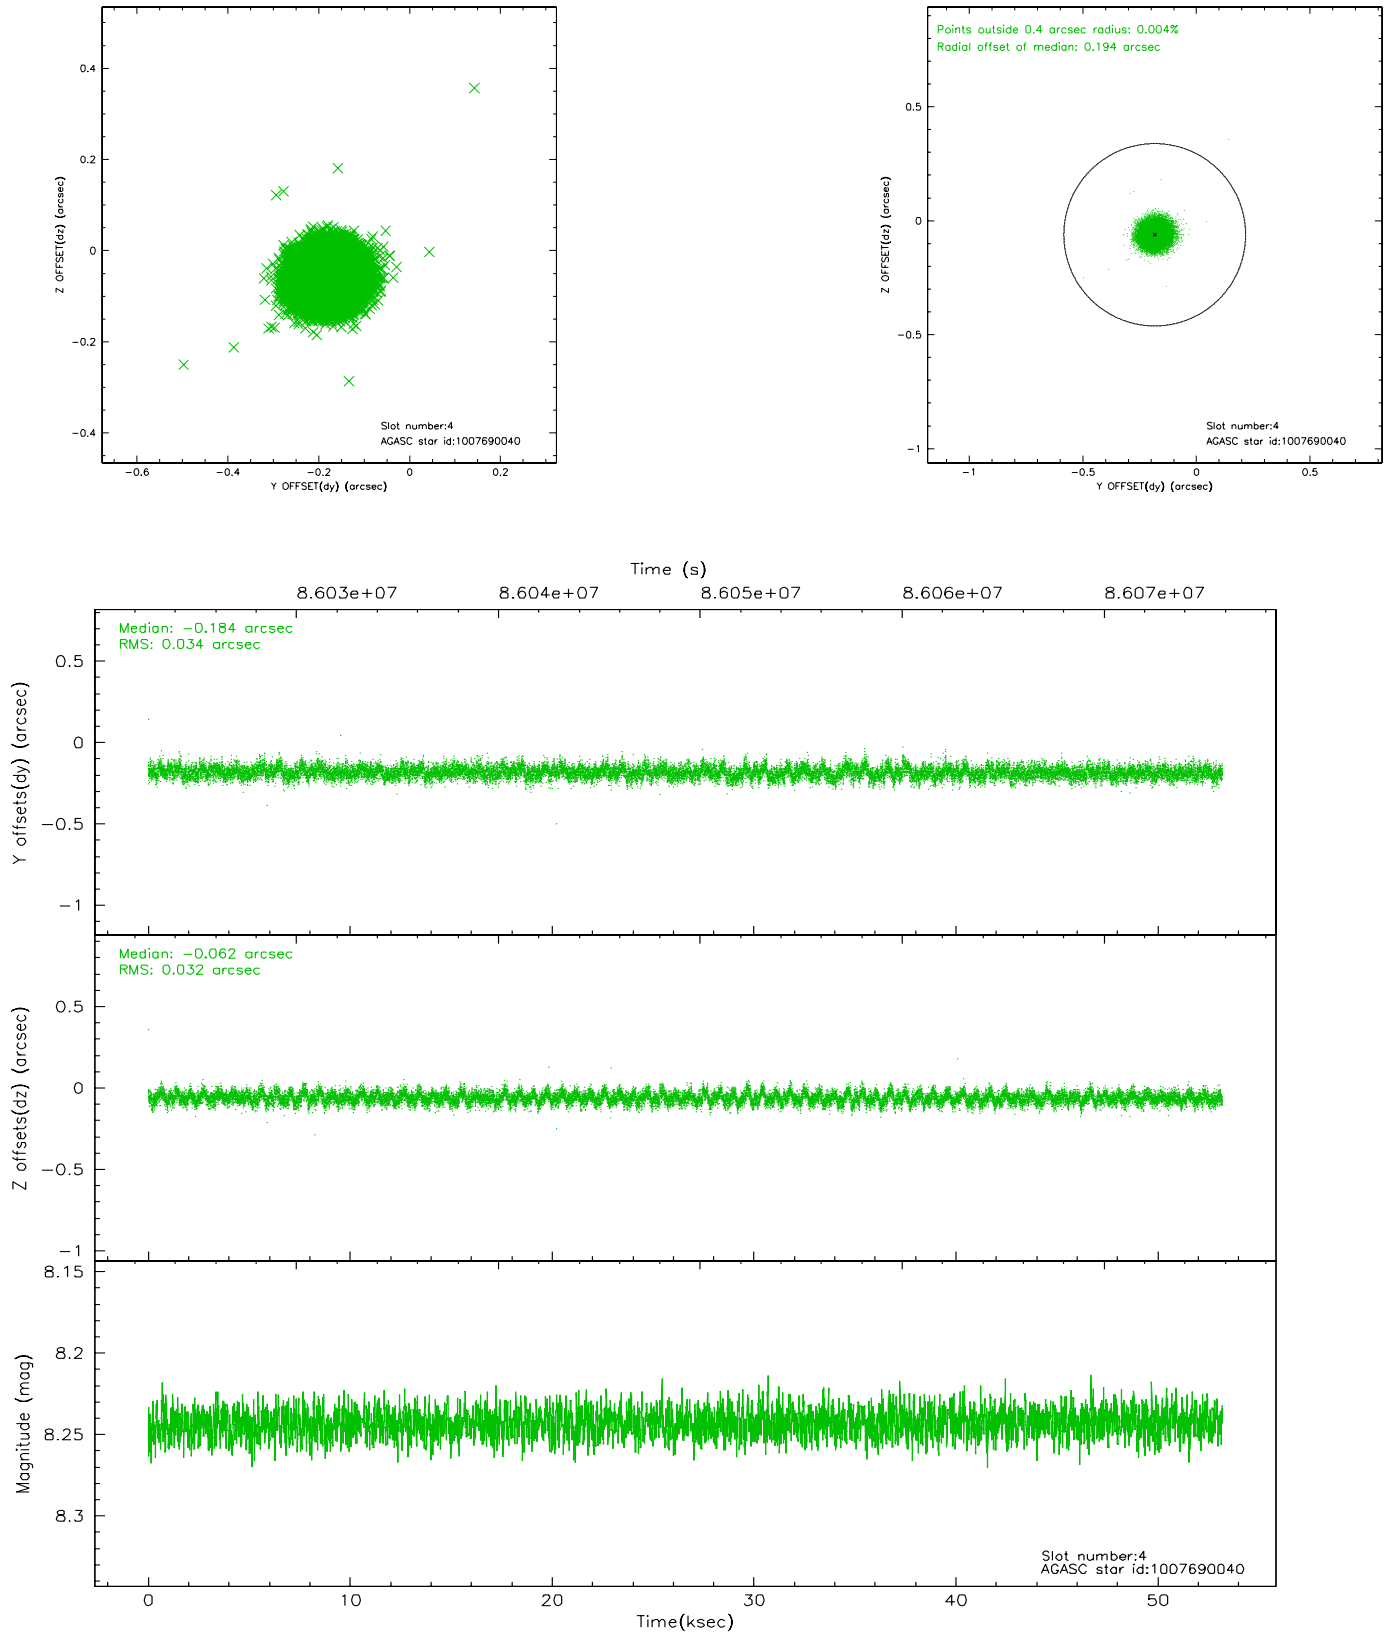 0.4
0.2
0
-0.2
-0.4
Z OFFSET(dz) (arcsec)
Slot number:4
AGASC star id:1007690040
-0.6
-0.4
-0.2
0
0.2
Y OFFSET(dy) (arcsec)
Points outside 0.4 arcsec radius: 0.004%
Radial offset of median: 0.194 arcsec
0.5
0
-0.5
-1
Z OFFSET(dz) (arcsec)
Slot number:4
AGASC star id:1007690040
-1
-0.5
0
0.5
Y OFFSET(dy) (arcsec)
Time (s)
8.603e+07
8.604e+07
8.605e+07
8.606e+07
8.607e+07
Median: -0.184 arcsec
RMS: 0.034 arcsec
0.5
0
-0.5
-1
Y offsets(dy) (arcsec)
Median: -0.062 arcsec
RMS: 0.032 arcsec
0.5
0
-0.5
-1
Z offsets(dz) (arcsec)
8.15
8.2
8.25
8.3
Magnitude (mag)
Slot number:4
AGASC star id:1007690040
0
10
20
30
40
50
Time(ksec)